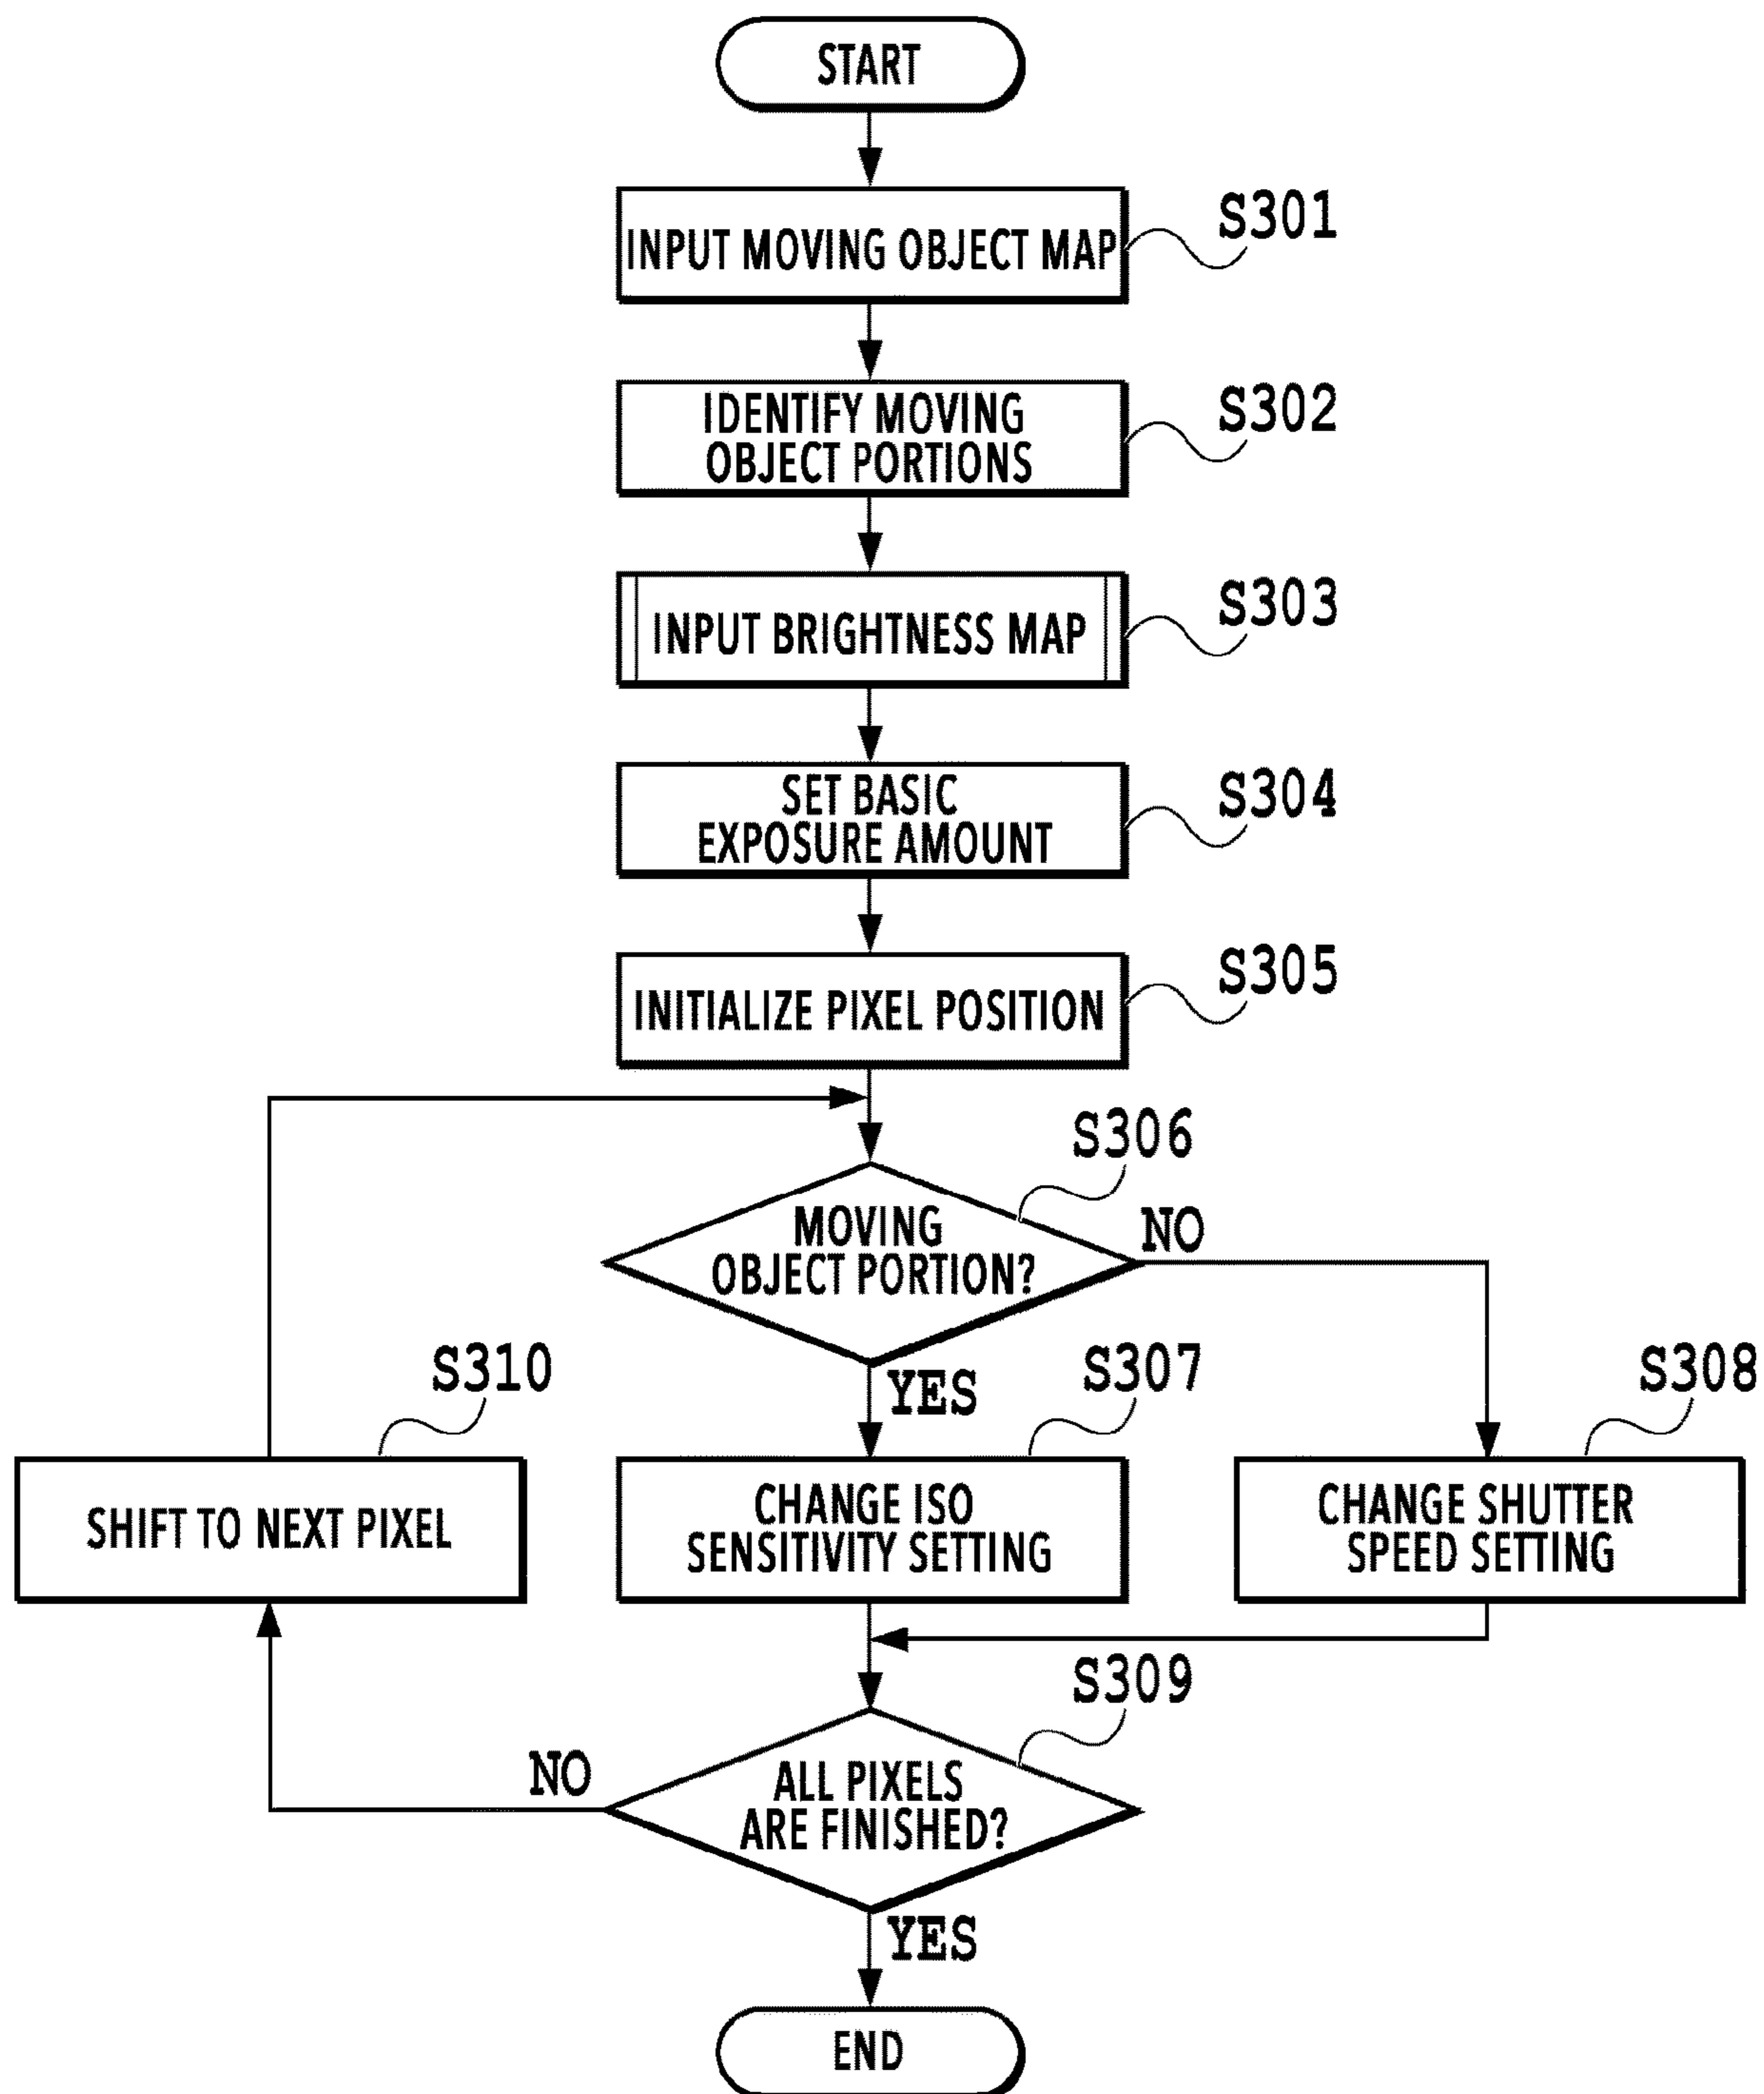 START
INPUT MOVING OBJECT MAP
S301
IDENTIFY MOVING
OBJECT PORTIONS
S302
INPUT BRIGHTNESS MAP
S303
SET BASIC
EXPOSURE AMOUNT
S304
INITIALIZE PIXEL POSITION
S305
S306
MOVING
OBJECT PORTION?
NO
YES
S310
SHIFT TO NEXT PIXEL
S307
CHANGE ISO
SENSITIVITY SETTING
S308
CHANGE SHUTTER
SPEED SETTING
S309
ALL PIXELS
ARE FINISHED?
NO
YES
END